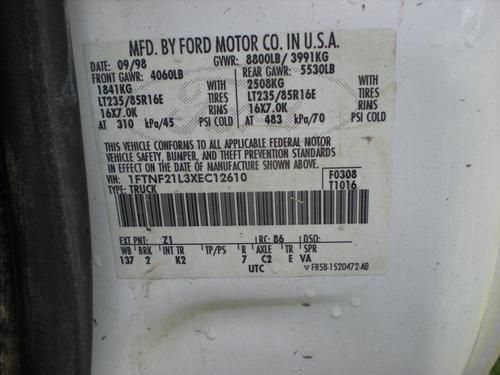 MFD. BY FORD MOTOR CO. IN U.S.A.
DATE: 09/98 GVWR: 8800LB/ 3991KG
FRONT GAWR: 4060LB REAR GAWR: 5530LB
1841KG WITH 2508KG WITH
LT235/85R16E TIRES LT235/85R16E TIRES
16X7.0K RIMS 16X7.0K RIMS
AT 310 kPa/45 PSI COLD AT 483 kPa/70 PSI COLD
THIS VEHICLE CONFORMS TO ALL APPLICABLE FEDERAL MOTOR
VEHICLE SAFETY, BUMPER, AND THEFT PREVENTION STANDARDS
IN EFFECT ON THE DATE OF MANUFACTURE SHOWN ABOVE.
VIN: 1FTNF21L3XEC12610 F0308
TYPE: TRUCK T1016
EXT PNT: Z1 RC: 86 DSO:
WB BRK INT TR TP/PS R AXLE TR SPR
137 2 K2 7 C2 E VA
UTC F85B-1520472-AB